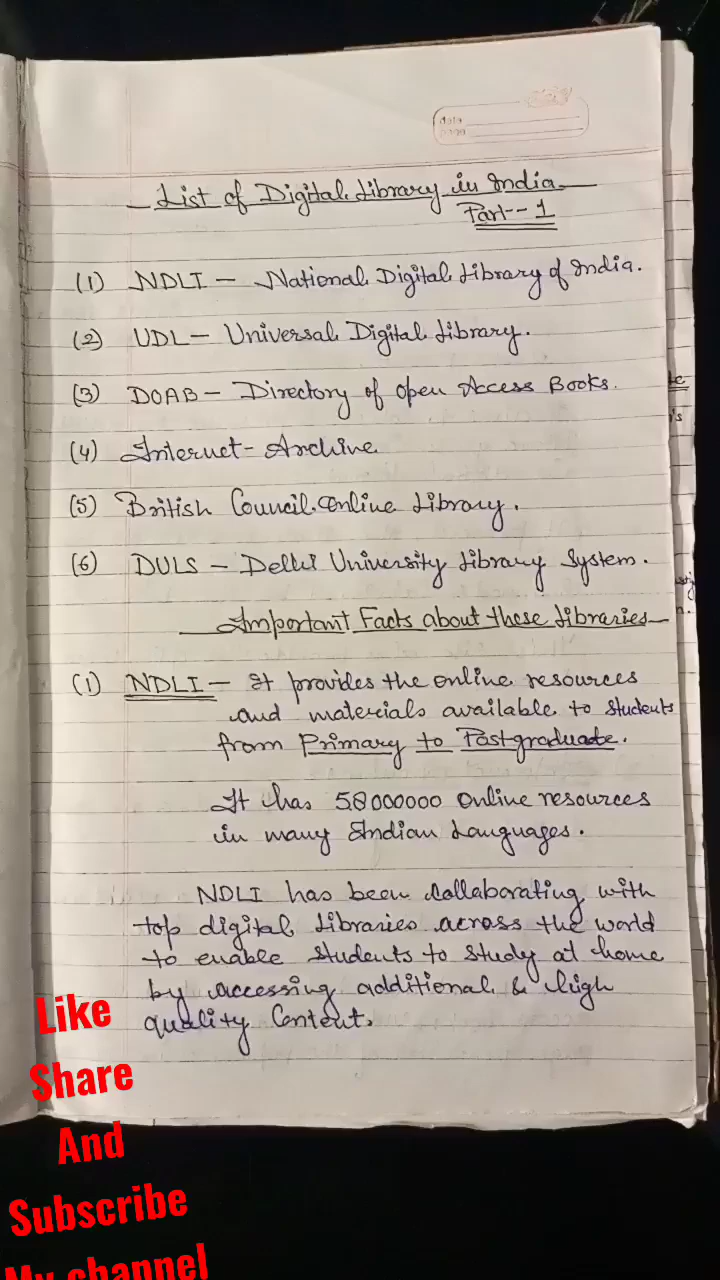 date
page
List of Digital Library in India
Part-- 1
(1) NDLI - National Digital Library of India.
(2) UDL - Universal Digital Library.
(3) DOAB - Directory of Open Access Books.
(4) Internet - Archive
(5) British Council Online Library.
(6) DULS - Delhi University Library System.
Important Facts about these Libraries
(1) NDLI - It provides the online resources
and materials available to students
from Primary to Postgraduate.
It has 58000000 online resources
in many Indian Languages.
NDLI has been collaborating with
top digital libraries across the world
to enable students to study at home
by accessing additional & high
quality Content.
Like
Share
And
Subscribe
My channel